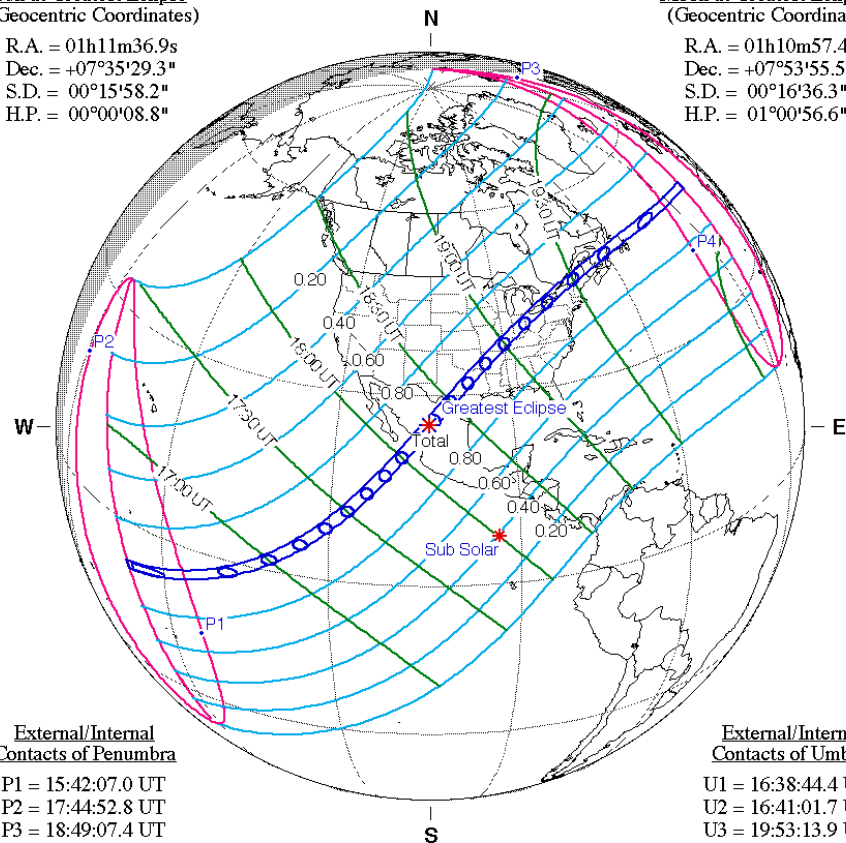 (Geocentric Coordinates)
R.A. = 01h11m36.9s
Dec. = +07°35'29.3"
S.D. = 00°15'58.2"
H.P. = 00°00'08.8"
(Geocentric Coordina
R.A. = 01h10m57.4
Dec. = +07°53'55.5
S.D. = 00°16'36.3"
H.P. = 01°00'56.6"
N
P3
19:30 UT
P4
19:00 UT
0.20
18:30 UT
P2
0.40
18:00 UT
0.60
0.80
17:30 UT
Greatest Eclipse
W
E
Total
0.80
17:00 UT
0.60
0.40
0.20
Sub Solar
P1
External/Internal
Contacts of Penumbra
P1 = 15:42:07.0 UT
P2 = 17:44:52.8 UT
P3 = 18:49:07.4 UT
S
External/Intern
Contacts of Umb
U1 = 16:38:44.4 U
U2 = 16:41:01.7 U
U3 = 19:53:13.9 U